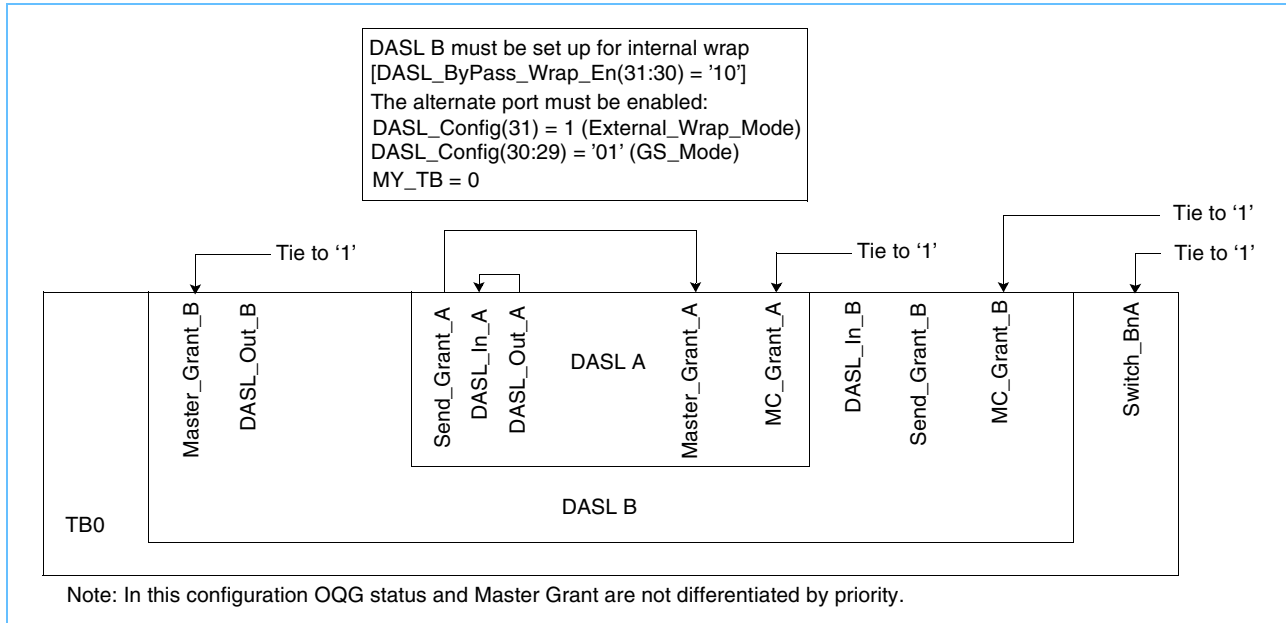 DASL B must be set up for internal wrap
[DASL_ByPass_Wrap_En(31:30) = '10']
The alternate port must be enabled:
DASL_Config(31) = 1 (External_Wrap_Mode)
DASL_Config(30:29) = '01' (GS_Mode)
MY_TB = 0
Tie to ‘1’
Tie to ‘1’
Tie to ‘1’
Tie to ‘1’
Master_Grant_B
DASL_Out_B
Send_Grant_A
DASL_In_A
DASL_Out_A
DASL A
Master_Grant_A
MC_Grant_A
DASL_In_B
Send_Grant_B
MC_Grant_B
Switch_BnA
DASL B
TB0
Note: In this configuration OQG status and Master Grant are not differentiated by priority.